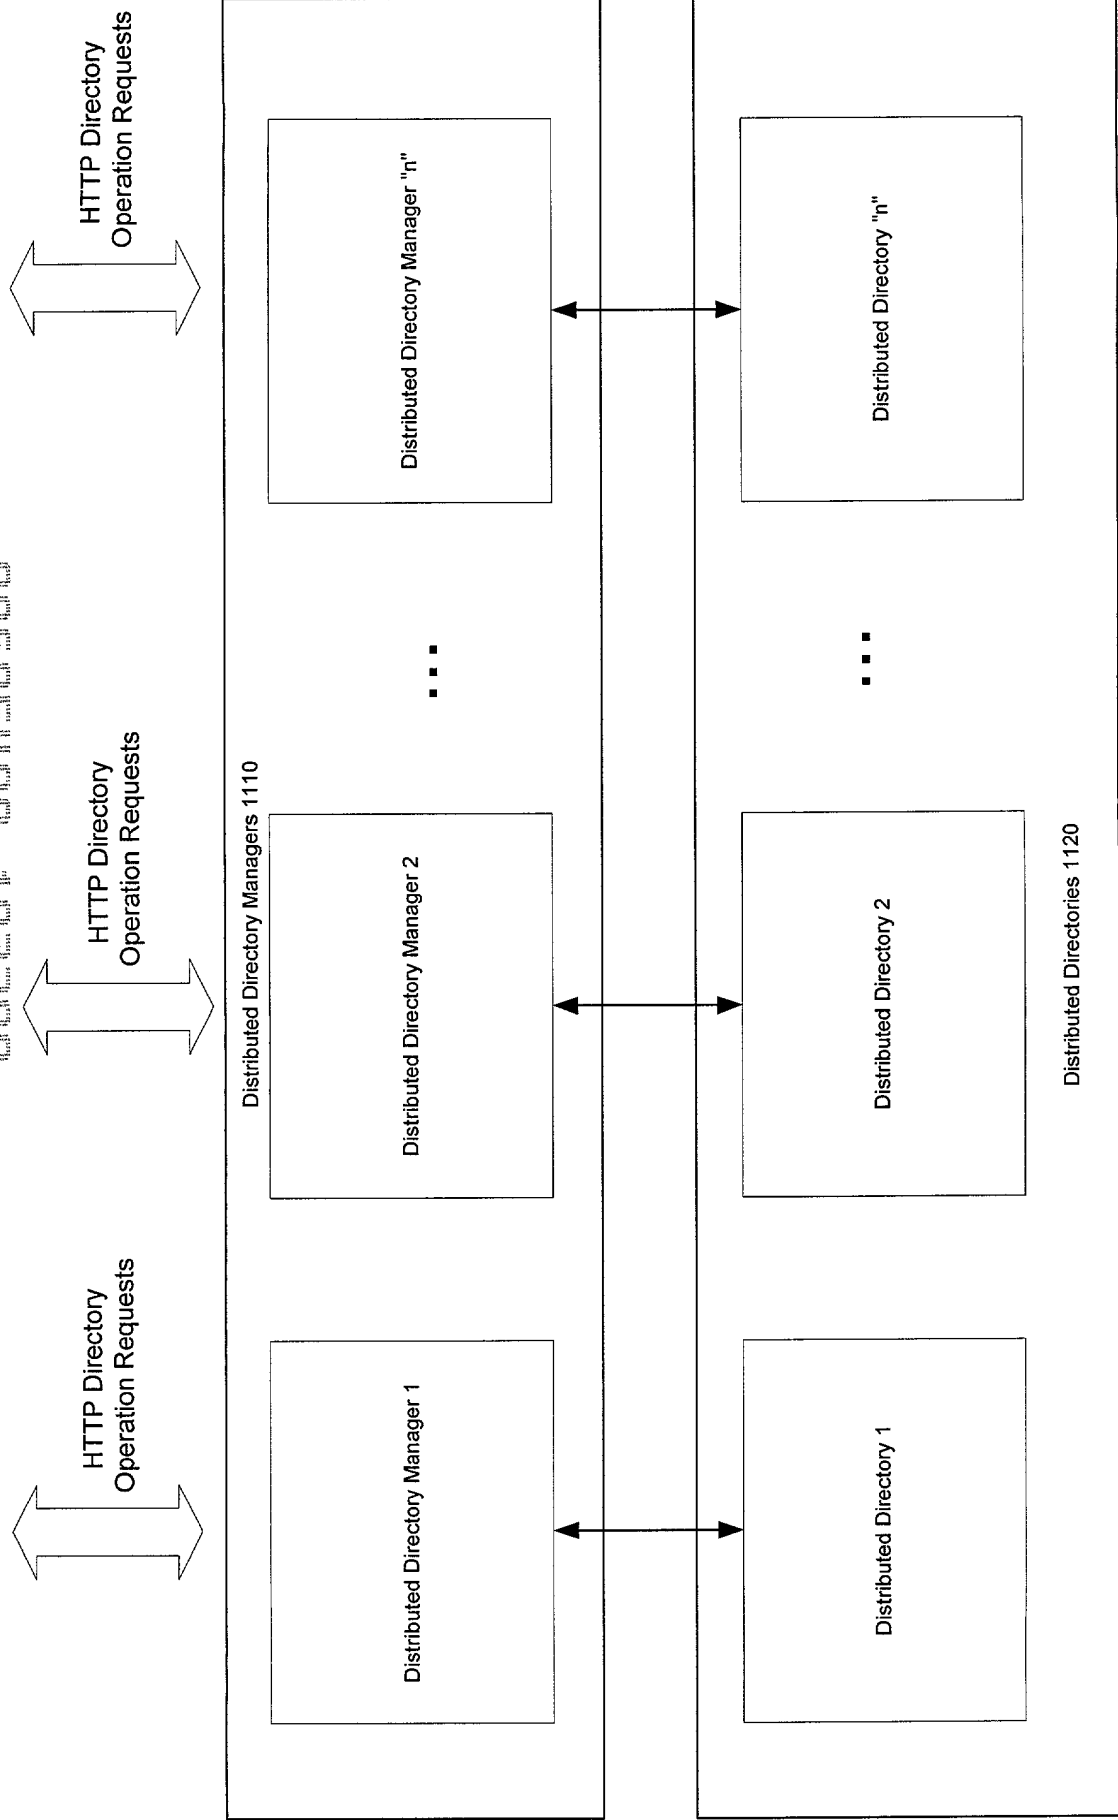 HTTP Directory
Operation Requests
HTTP Directory
Operation Requests
HTTP Directory
Operation Requests
Distributed Directory Managers 1110
Distributed Directory Manager 1
Distributed Directory Manager 2
...
Distributed Directory Manager "n"
Distributed Directory 1
Distributed Directory 2
...
Distributed Directory "n"
Distributed Directories 1120